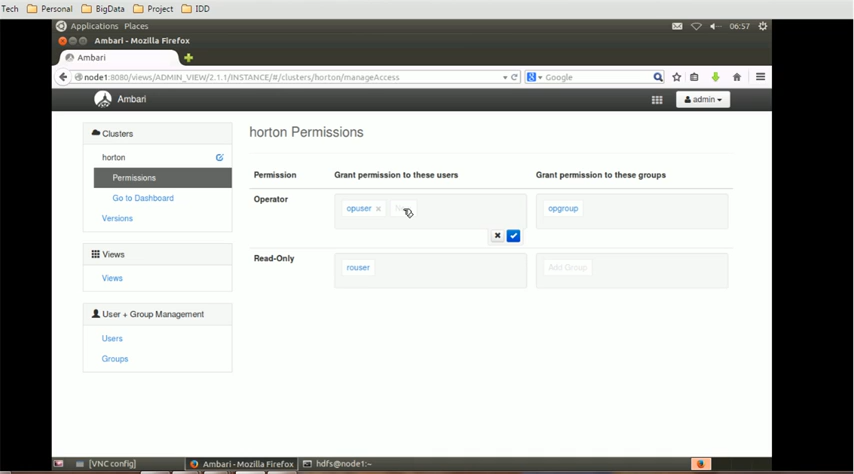 Tech Personal BigData Project IDD
Applications Places 06:57
Ambari - Mozilla Firefox
Ambari
node1:8080/views/ADMIN_VIEW/2.1.1/INSTANCE/#/clusters/horton/manageAccess Google
Ambari admin
Clusters
horton
Permissions
Go to Dashboard
Versions
Views
Views
User + Group Management
Users
Groups
horton Permissions
Permission Grant permission to these users Grant permission to these groups
Operator opuser opgroup
Read-Only rouser Add Group
[VNC config] Ambari - Mozilla Firefox hdfs@node1:~